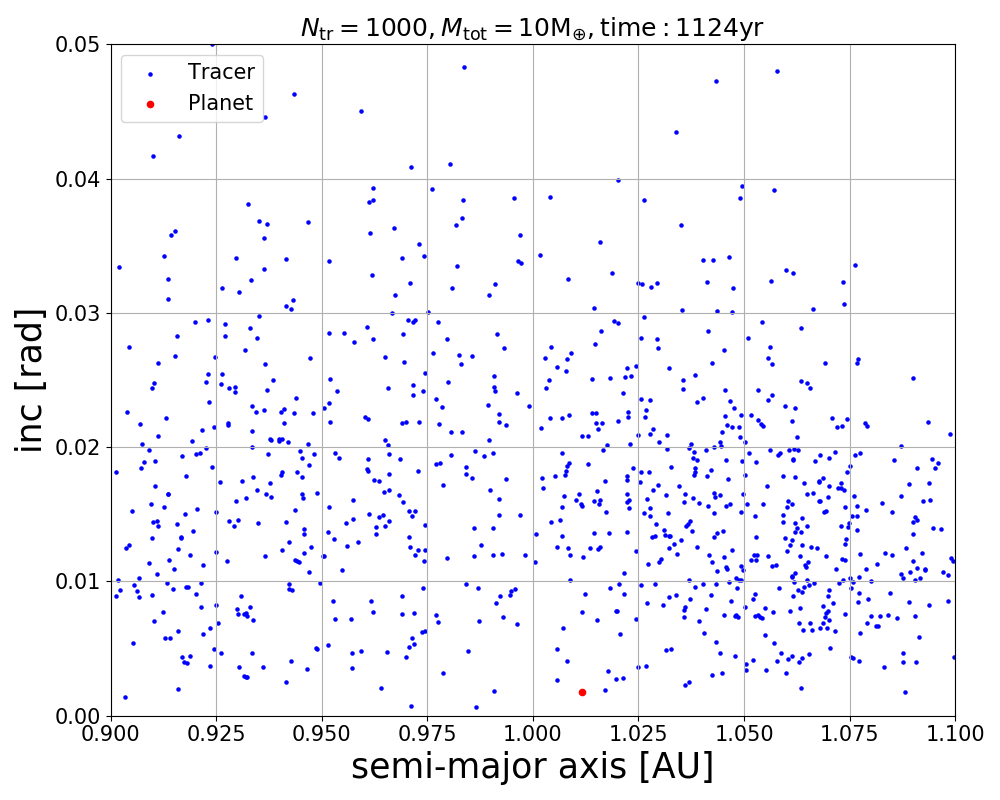 N_tr = 1000, M_tot = 10M_⊕, time : 1124yr
Tracer
Planet
0.05
0.04
0.03
0.02
0.01
0.00
inc [rad]
0.900 0.925 0.950 0.975 1.000 1.025 1.050 1.075 1.100
semi-major axis [AU]